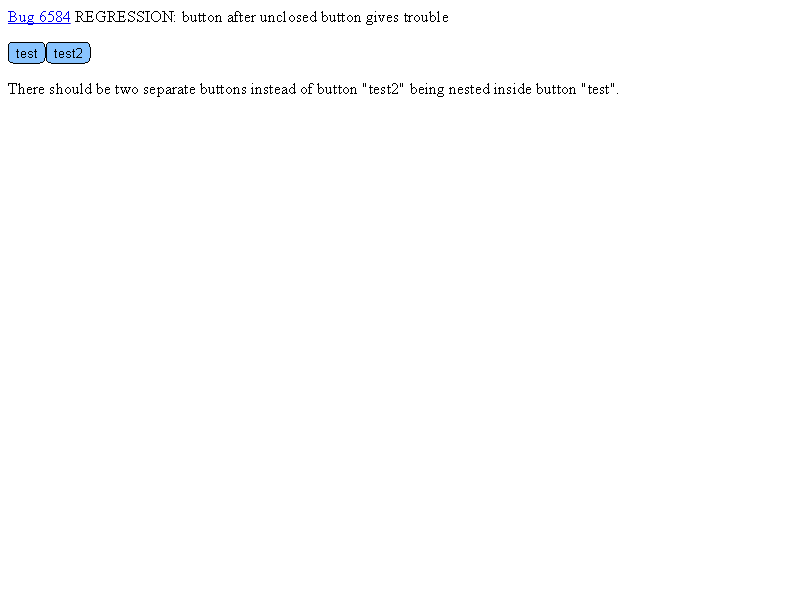 Bug 6584 REGRESSION: button after unclosed button gives trouble
test test2
There should be two separate buttons instead of button "test2" being nested inside button "test".